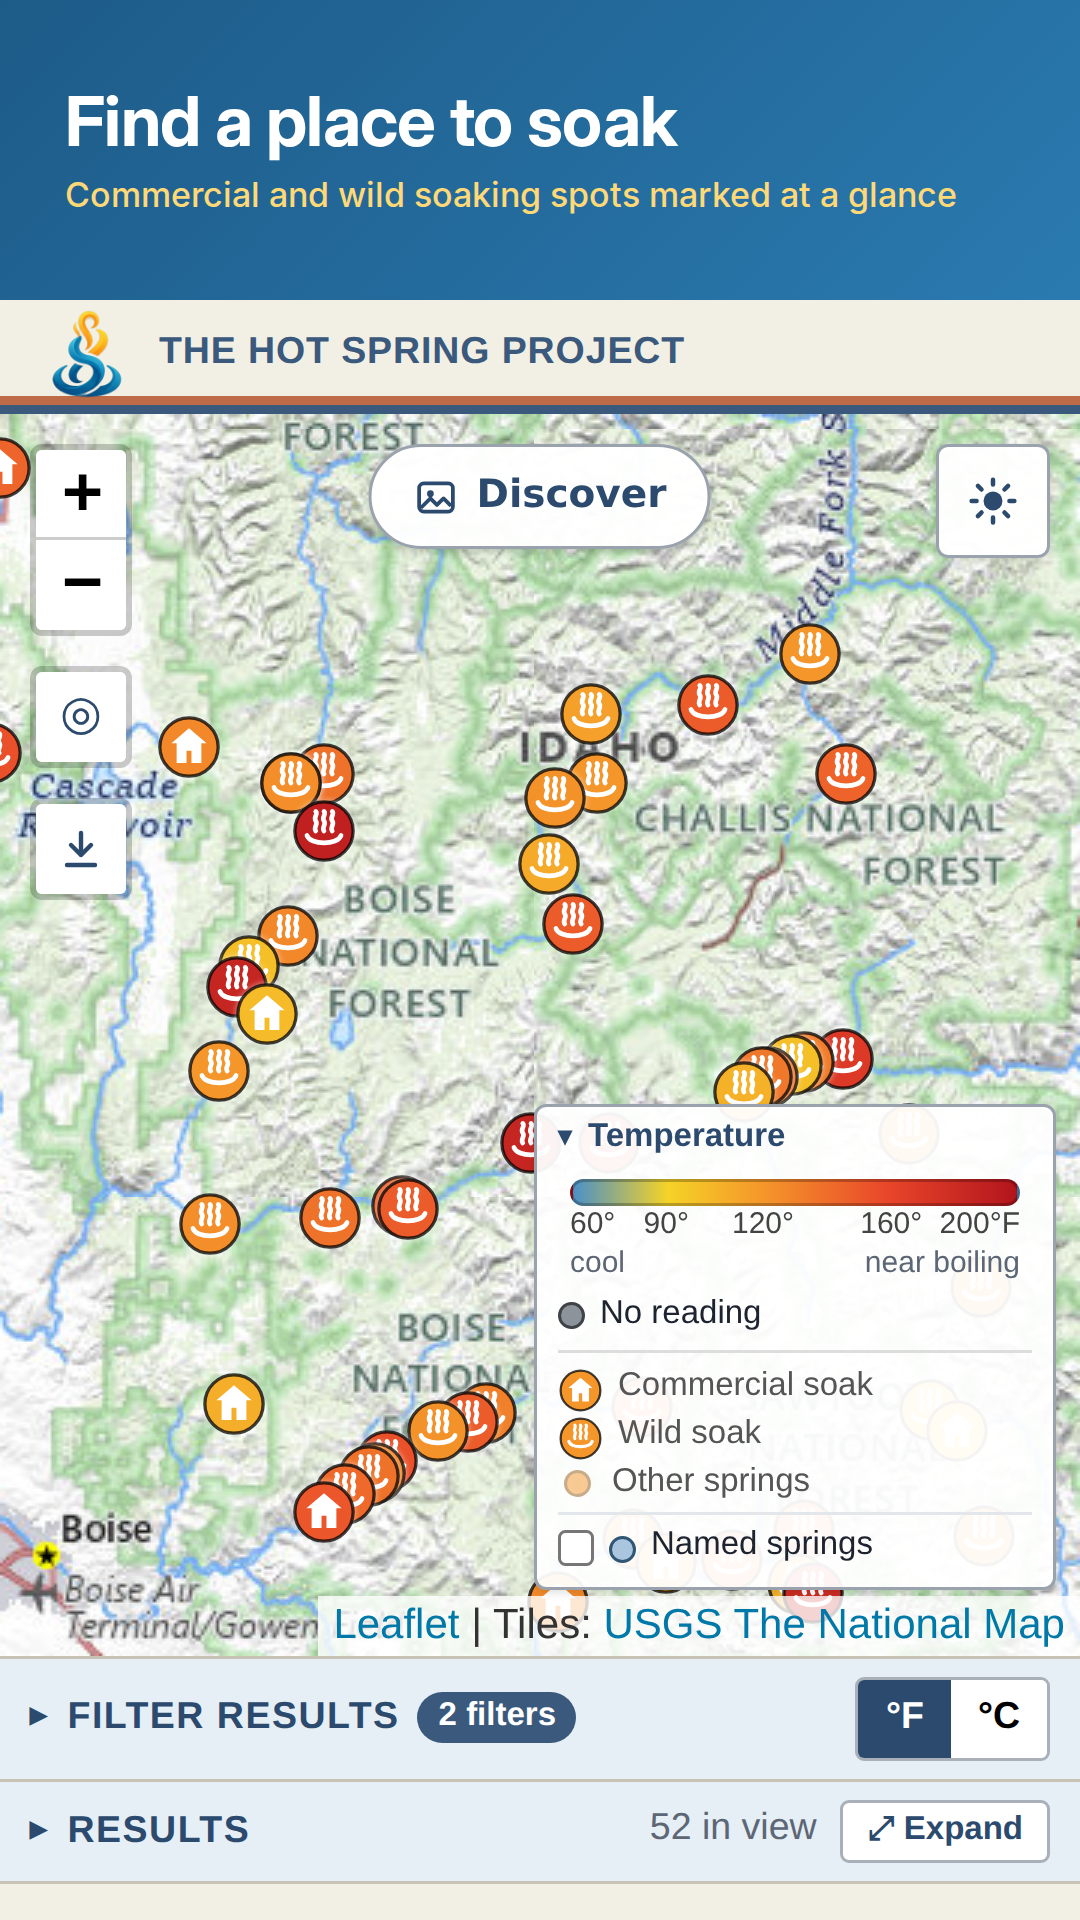 Find a place to soak
Commercial and wild soaking spots marked at a glance
THE HOT SPRING PROJECT
FOREST
Discover
Middle Fork S
+
−
IDAHO
Cascade
CHALLIS NATIONAL
FOREST
BOISE
NATIONAL
FOREST
▼ Temperature
60° 90° 120° 160° 200°F
cool near boiling
No reading
BOISE
Commercial soak
Wild soak
Other springs
Named springs
Boise
Boise Air
Terminal/Gowen
Leaflet | Tiles: USGS The National Map
▶ FILTER RESULTS 2 filters °F °C
▶ RESULTS 52 in view Expand